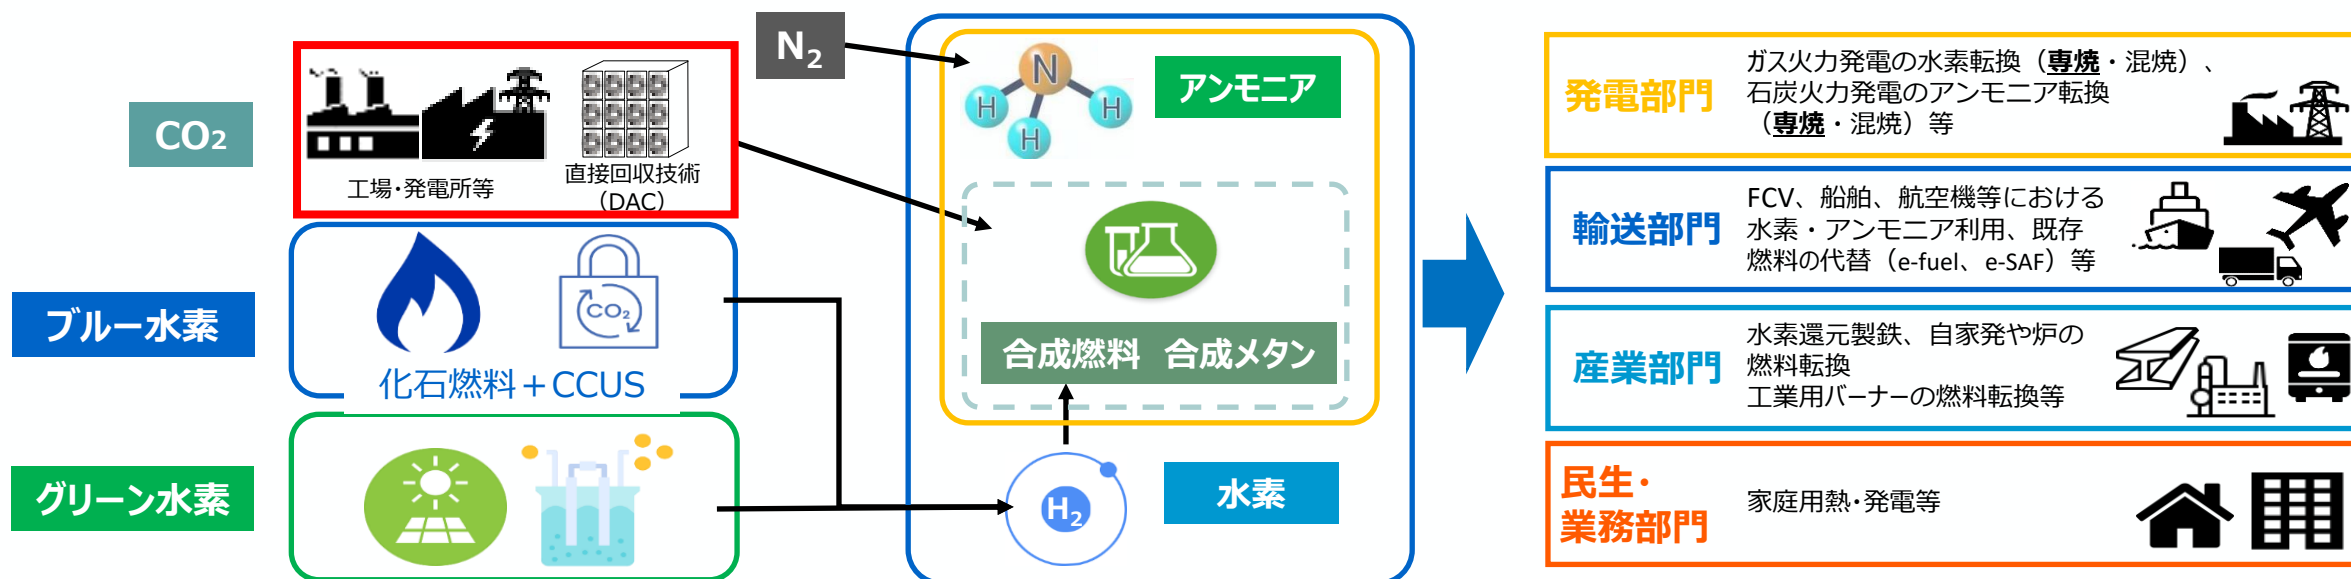 CO₂
工場・発電所等
直接回収技術
（DAC）
ブルー水素
CO₂
化石燃料＋CCUS
グリーン水素
N₂
N
H
H
H
アンモニア
合成燃料 合成メタン
H₂
水素
発電部門
ガス火力発電の水素転換（専焼・混焼）、
石炭火力発電のアンモニア転換
（専焼・混焼）等
輸送部門
FCV、船舶、航空機等における
水素・アンモニア利用、既存
燃料の代替（e-fuel、e-SAF）等
産業部門
水素還元製鉄、自家発や炉の
燃料転換
工業用バーナーの燃料転換等
民生・
業務部門
家庭用熱・発電等